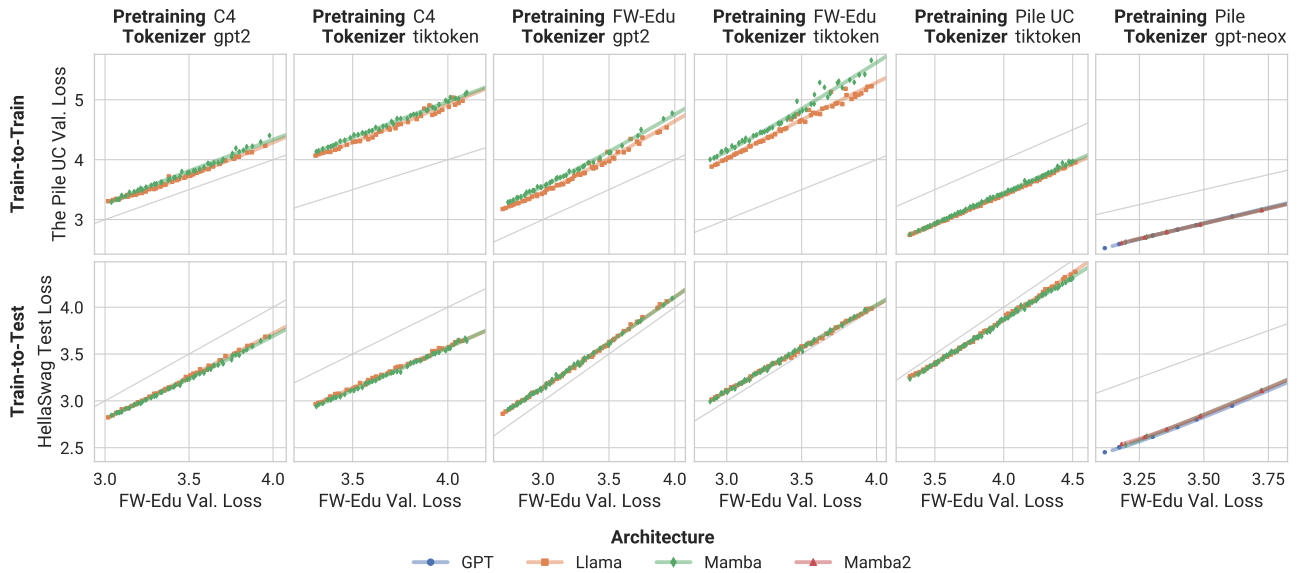 Pretraining C4 Pretraining C4 Pretraining FW-Edu Pretraining FW-Edu Pretraining Pile UC Pretraining Pile
Tokenizer gpt2 Tokenizer tiktoken Tokenizer gpt2 Tokenizer tiktoken Tokenizer tiktoken Tokenizer gpt-neox
Train-to-Train
The Pile UC Val. Loss
5
4
3
Train-to-Test
HellaSwag Test Loss
4.0
3.5
3.0
2.5
3.0 3.5 4.0 3.5 4.0 3.0 3.5 4.0 3.0 3.5 4.0 3.5 4.0 4.5 3.25 3.50 3.75
FW-Edu Val. Loss FW-Edu Val. Loss FW-Edu Val. Loss FW-Edu Val. Loss FW-Edu Val. Loss FW-Edu Val. Loss
Architecture
GPT Llama Mamba Mamba2